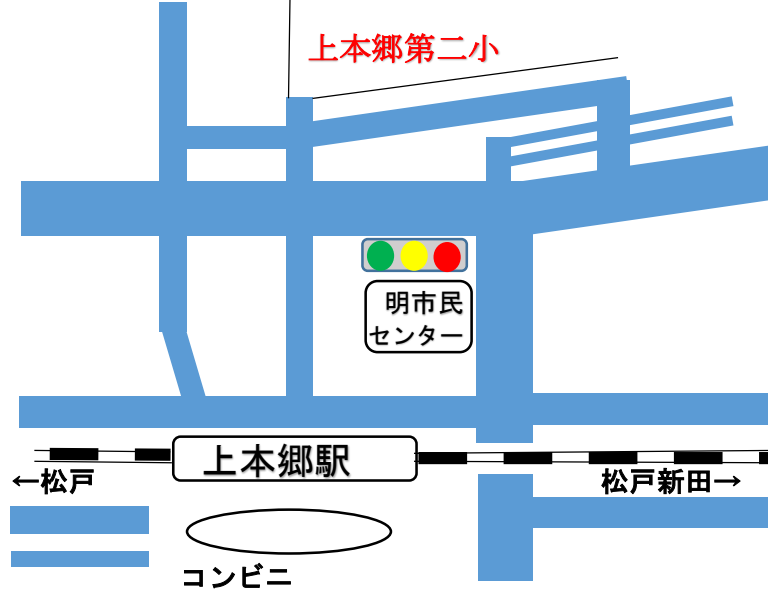 上本郷第二小
明市民
センター
上本郷駅
←松戸
松戸新田→
コンビニ